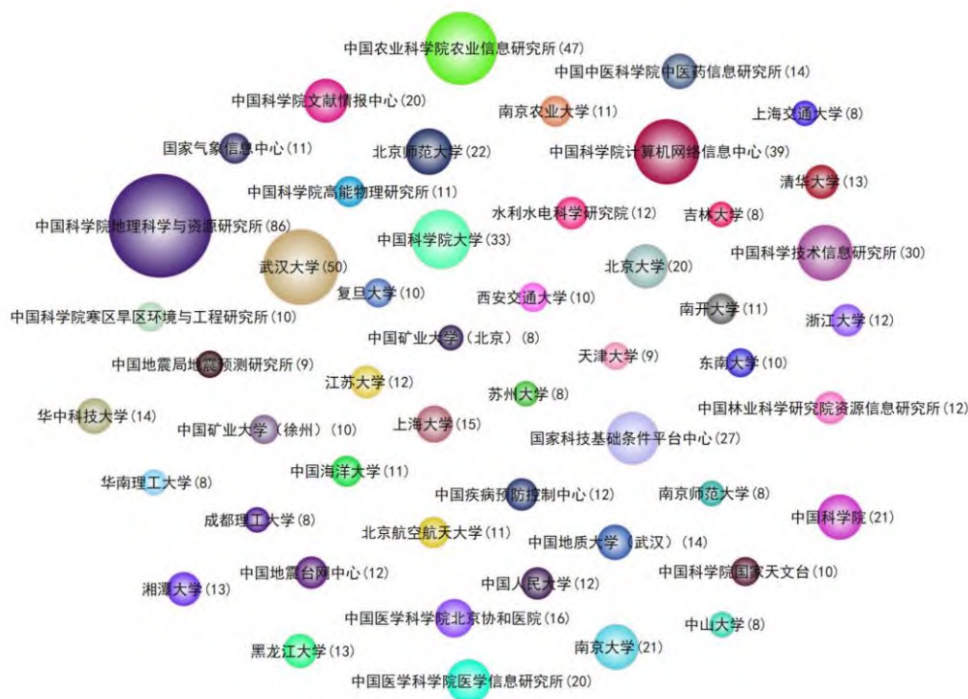 中国农业科学院农业信息研究所(47)
中国中医科学院中医药信息研究所(14)
中国科学院文献情报中心(20)
南京农业大学(11)
上海交通大学(8)
国家气象信息中心(11)
北京师范大学(22)
中国科学院计算机网络信息中心(39)
中国科学院高能物理研究所(11)
清华大学(13)
中国科学院地理科学与资源研究所(86)
中国科学院大学(33)
水利水电科学研究院(12)
吉林大学(8)
中国科学技术信息研究所(30)
武汉大学(50)
北京大学(20)
复旦大学(10)
西安交通大学(10)
南开大学(11)
浙江大学(12)
中国科学院寒区旱区环境与工程研究所(10)
中国矿业大学（北京）(8)
中国地震局地震预测研究所(9)
天津大学(9)
东南大学(10)
江苏大学(12)
苏州大学(8)
中国林业科学研究院资源信息研究所(12)
华中科技大学(14)
中国矿业大学（徐州）(10)
上海大学(15)
国家科技基础条件平台中心(27)
中国海洋大学(11)
华南理工大学(8)
中国疾病预防控制中心(12)
南京师范大学(8)
中国科学院(21)
成都理工大学(8)
北京航空航天大学(11)
中国地质大学（武汉）(14)
中国地震台网中心(12)
中国科学院国家天文台(10)
湘潭大学(13)
中国人民大学(12)
中国医学科学院北京协和医院(16)
中山大学(8)
黑龙江大学(13)
南京大学(21)
中国医学科学院医学信息研究所(20)